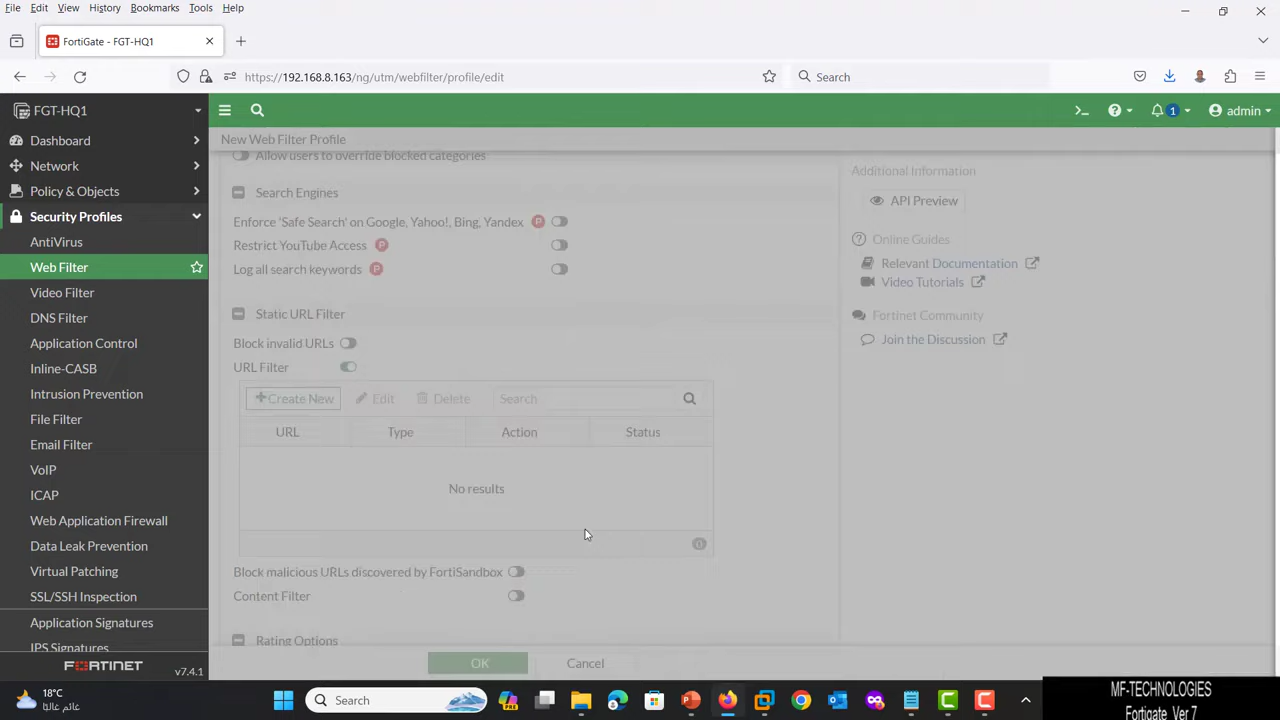 File Edit View History Bookmarks Tools Help
FortiGate - FGT-HQ1
https://192.168.8.163/ng/utm/webfilter/profile/edit
Search
FGT-HQ1
1
admin
Dashboard
Network
Policy & Objects
Security Profiles
AntiVirus
Web Filter
Video Filter
DNS Filter
Application Control
Inline-CASB
Intrusion Prevention
File Filter
Email Filter
VoIP
ICAP
Web Application Firewall
Data Leak Prevention
Virtual Patching
SSL/SSH Inspection
Application Signatures
IPS Signatures
FORTINET v7.4.1
New Web Filter Profile
Allow users to override blocked categories
Search Engines
Enforce 'Safe Search' on Google, Yahoo!, Bing, Yandex P
Restrict YouTube Access P
Log all search keywords P
Static URL Filter
Block invalid URLs
URL Filter
Create New Edit Delete Search
URL Type Action Status
No results
0
Block malicious URLs discovered by FortiSandbox
Content Filter
Rating Options
OK Cancel
Additional Information
API Preview
Online Guides
Relevant Documentation
Video Tutorials
Fortinet Community
Join the Discussion
18°C
غائم غالبا
Search
MF-TECHNOLOGIES
Fortigate Ver 7